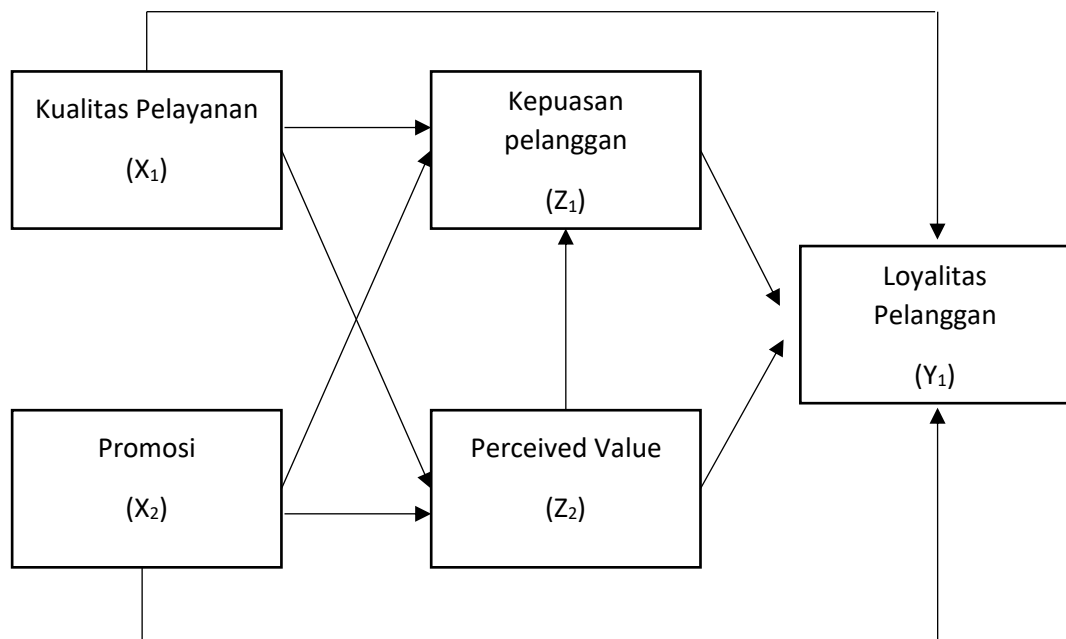 Kualitas Pelayanan
(X₁)
Kepuasan
pelanggan
(Z₁)
Loyalitas
Pelanggan
(Y₁)
Promosi
(X₂)
Perceived Value
(Z₂)